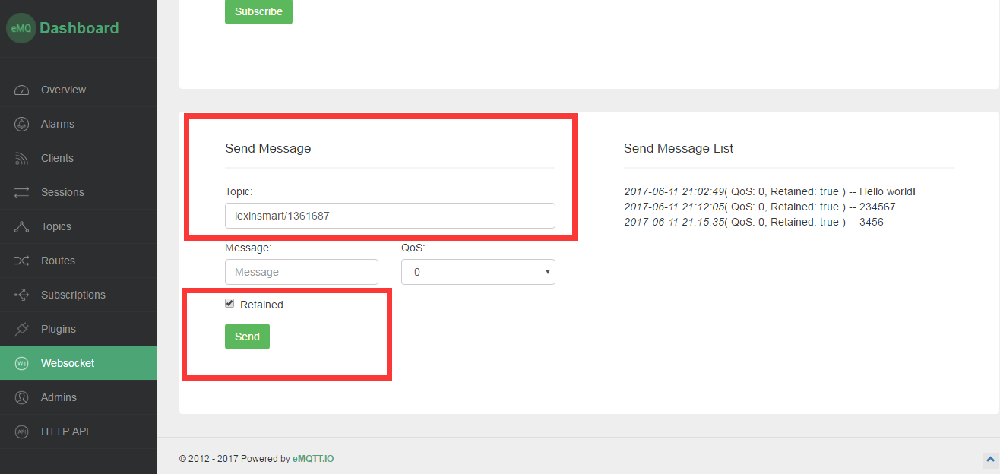 eMQ Dashboard
Overview
Alarms
Clients
Sessions
Topics
Routes
Subscriptions
Plugins
Ws Websocket
Admins
API HTTP API
Subscribe
Send Message
Topic:
lexinsmart/1361687
Message:
QoS:
Message
0
Retained
Send
Send Message List
2017-06-11 21:02:49( QoS: 0, Retained: true ) -- Hello world!
2017-06-11 21:12:05( QoS: 0, Retained: true ) -- 234567
2017-06-11 21:15:35( QoS: 0, Retained: true ) -- 3456
© 2012 - 2017 Powered by eMQTT.IO